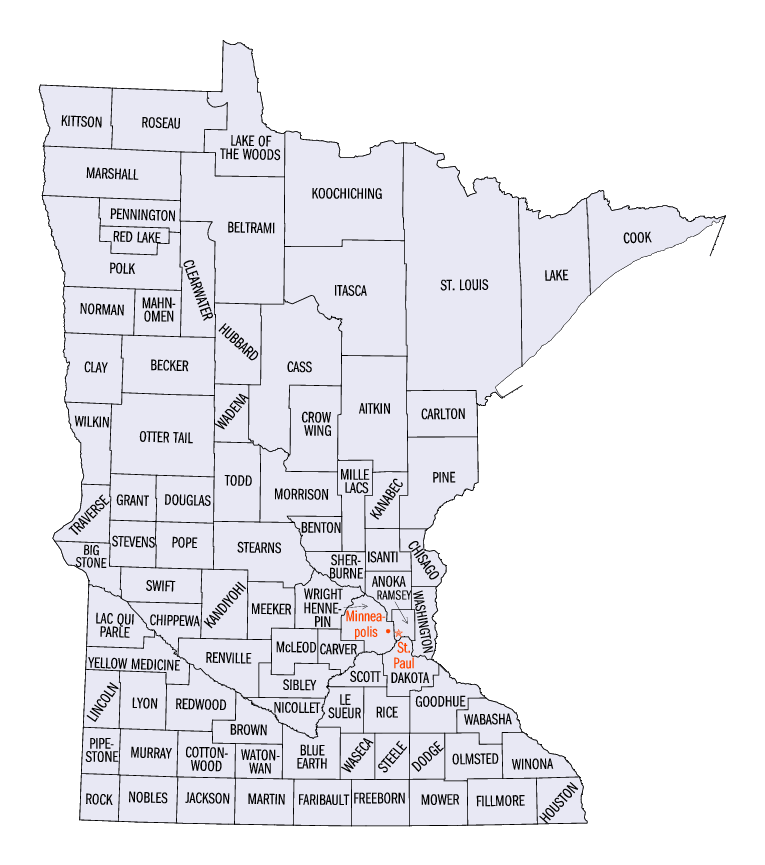 KITTSON
ROSEAU
LAKE OF
THE WOODS
MARSHALL
KOOCHICHING
PENNINGTON
BELTRAMI
RED LAKE
COOK
POLK
CLEARWATER
ITASCA
ST. LOUIS
LAKE
NORMAN
MAHN-
OMEN
HUBBARD
CLAY
BECKER
CASS
WADENA
AITKIN
CARLTON
WILKIN
CROW
WING
OTTER TAIL
TODD
MILLE
LACS
PINE
MORRISON
KANABEC
GRANT
DOUGLAS
TRAVERSE
BENTON
STEVENS
POPE
STEARNS
BIG
STONE
ISANTI
CHISAGO
SHER-
BURNE
SWIFT
KANDIYOHI
ANOKA
RAMSEY
WRIGHT
HENNE-
PIN
MEEKER
WASHINGTON
LAC QUI
PARLE
CHIPPEWA
Minnea-
polis
McLEOD
CARVER
St.
Paul
RENVILLE
YELLOW MEDICINE
SCOTT
DAKOTA
SIBLEY
LINCOLN
LYON
REDWOOD
NICOLLET
LE
SUEUR
RICE
GOODHUE
WABASHA
BROWN
PIPE-
STONE
MURRAY
COTTON-
WOOD
WATON-
WAN
BLUE
EARTH
WASECA
STEELE
DODGE
OLMSTED
WINONA
ROCK
NOBLES
JACKSON
MARTIN
FARIBAULT
FREEBORN
MOWER
FILLMORE
HOUSTON